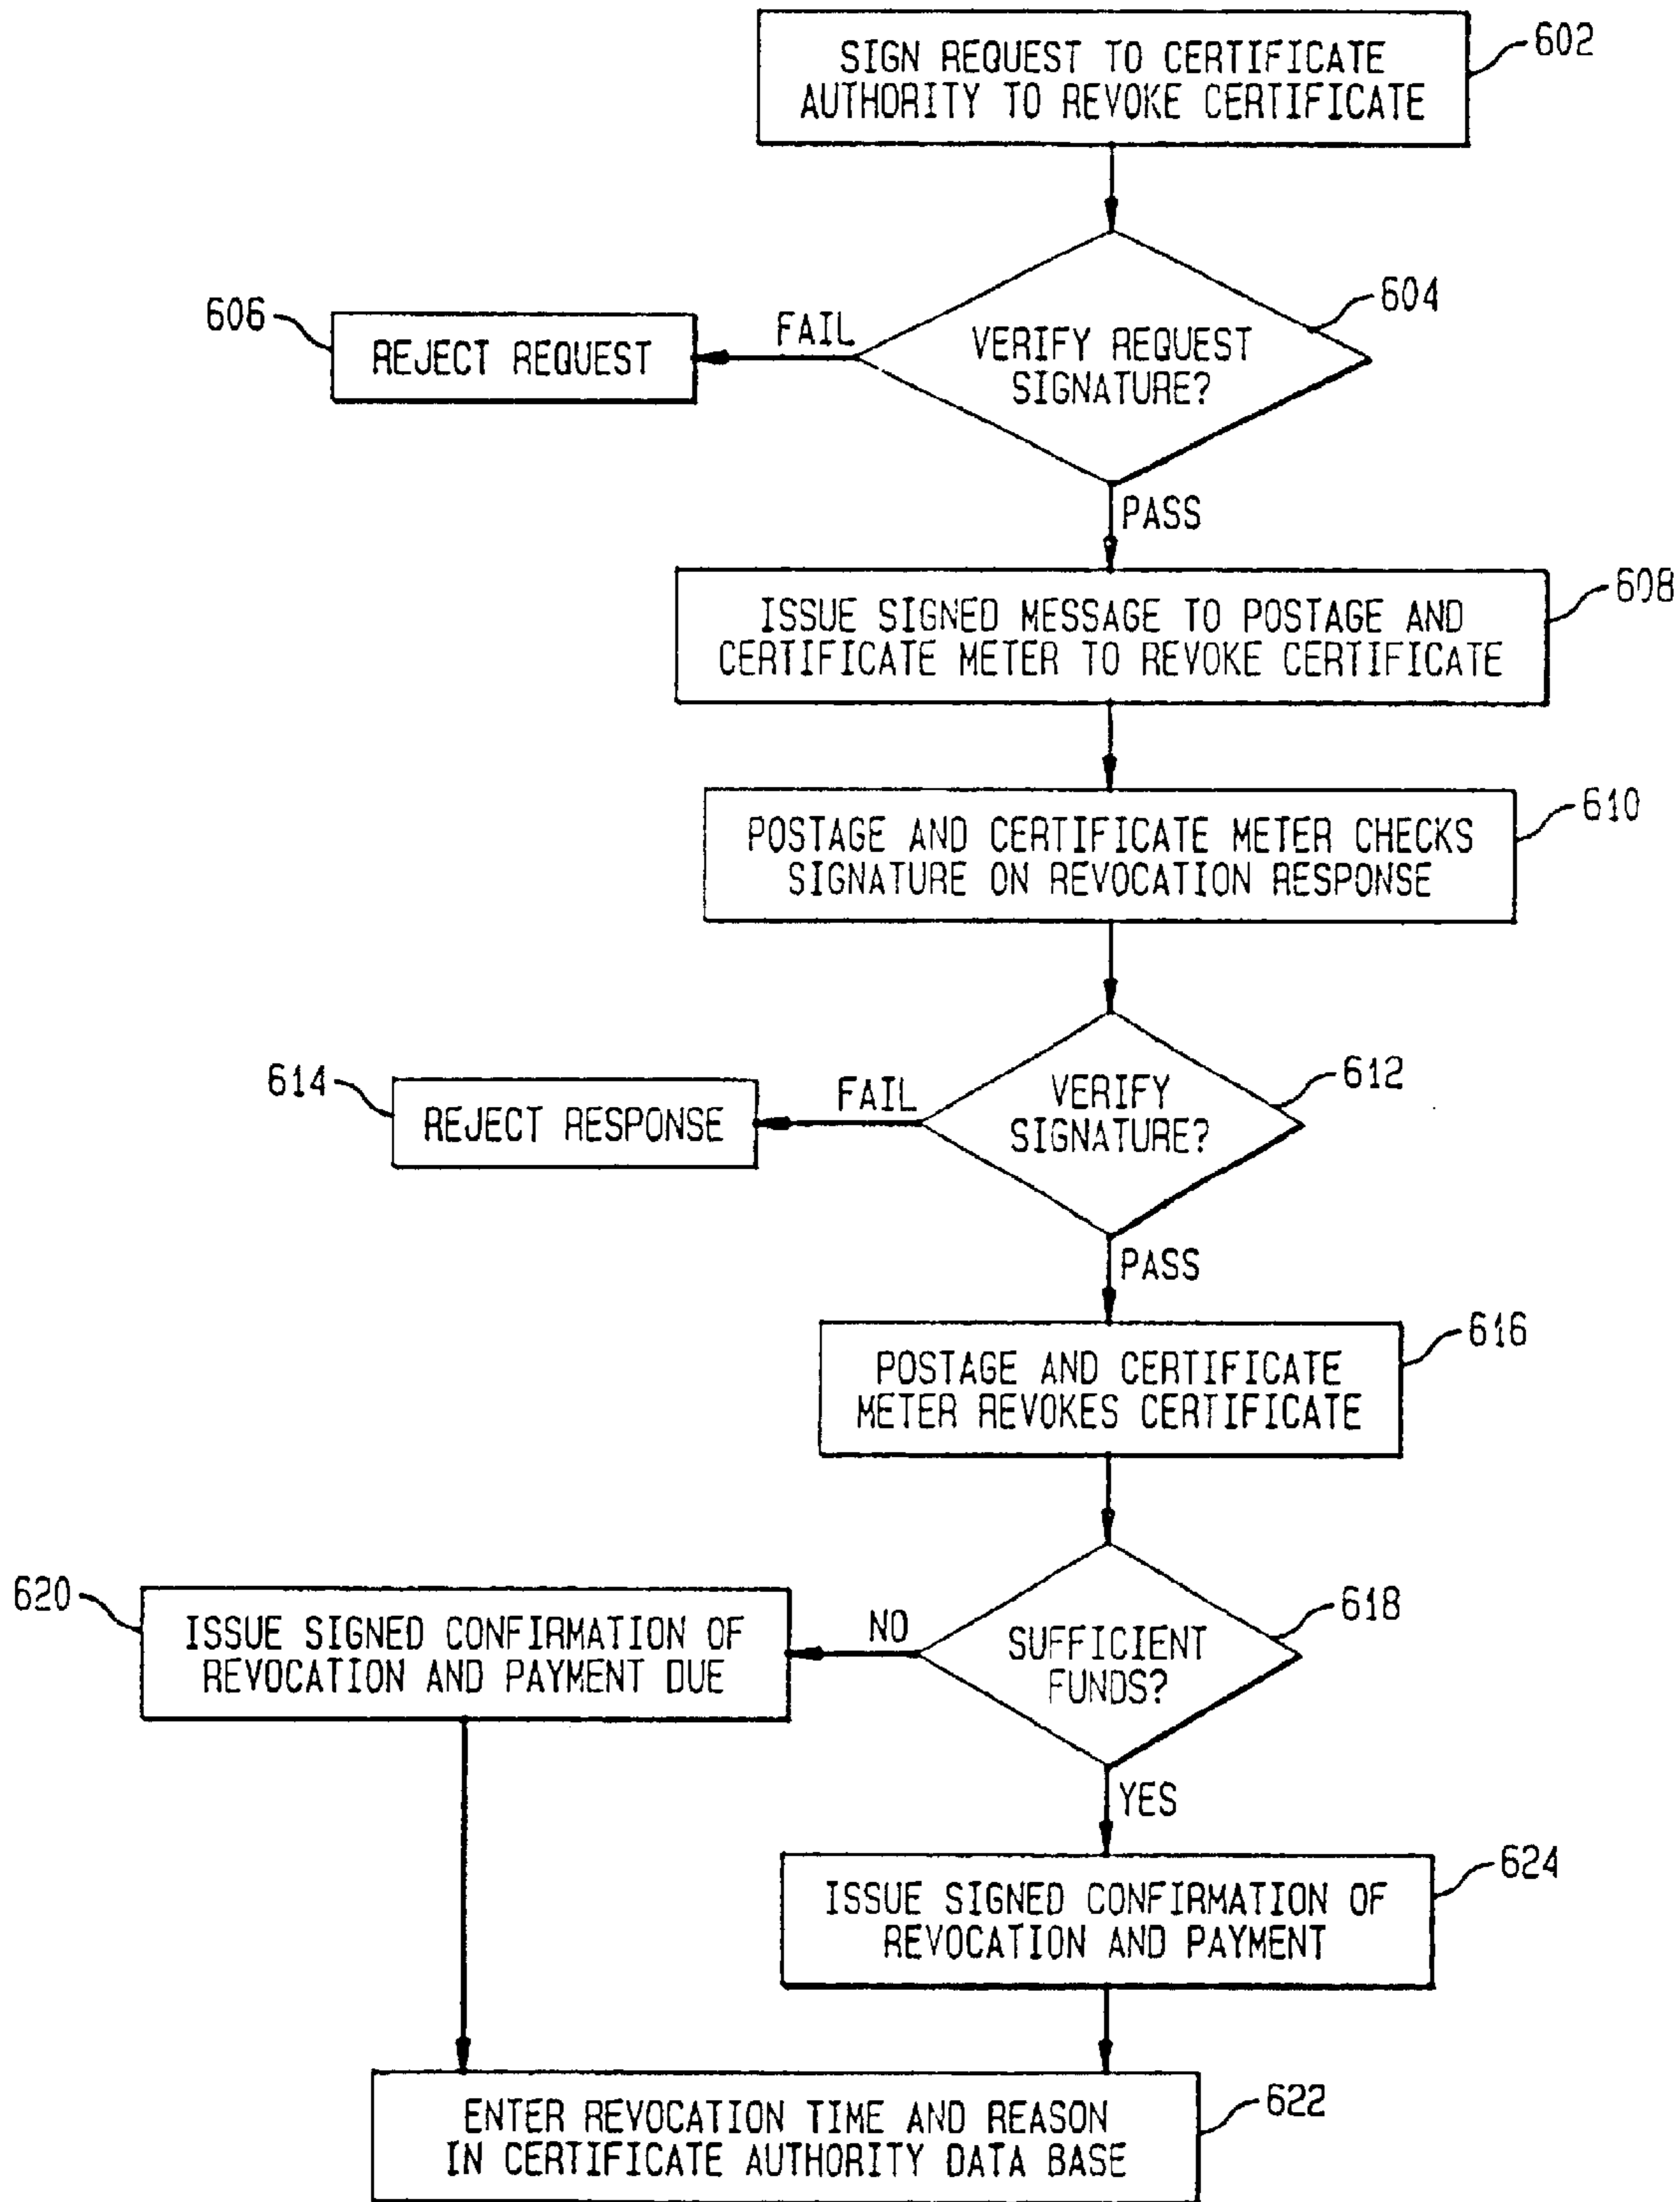 SIGN REQUEST TO CERTIFICATE
AUTHORITY TO REVOKE CERTIFICATE
602
VERIFY REQUEST
SIGNATURE?
604
FAIL
606
REJECT REQUEST
PASS
ISSUE SIGNED MESSAGE TO POSTAGE AND
CERTIFICATE METER TO REVOKE CERTIFICATE
608
POSTAGE AND CERTIFICATE METER CHECKS
SIGNATURE ON REVOCATION RESPONSE
610
VERIFY
SIGNATURE?
612
FAIL
614
REJECT RESPONSE
PASS
POSTAGE AND CERTIFICATE
METER REVOKES CERTIFICATE
616
SUFFICIENT
FUNDS?
618
NO
620
ISSUE SIGNED CONFIRMATION OF
REVOCATION AND PAYMENT DUE
YES
ISSUE SIGNED CONFIRMATION OF
REVOCATION AND PAYMENT
624
ENTER REVOCATION TIME AND REASON
IN CERTIFICATE AUTHORITY DATA BASE
622